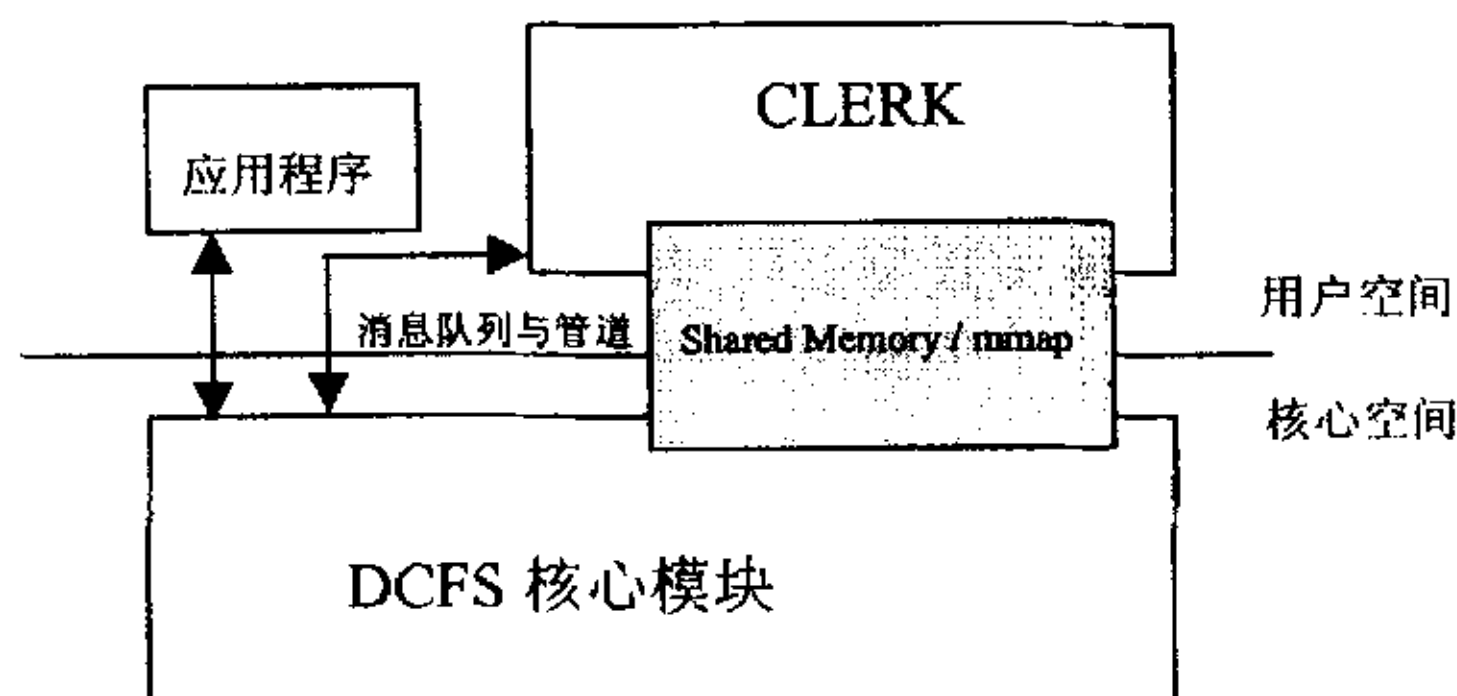 CLERK
应用程序
用户空间
消息队列与管道
Shared Memory / mmap
核心空间
DCFS 核心模块